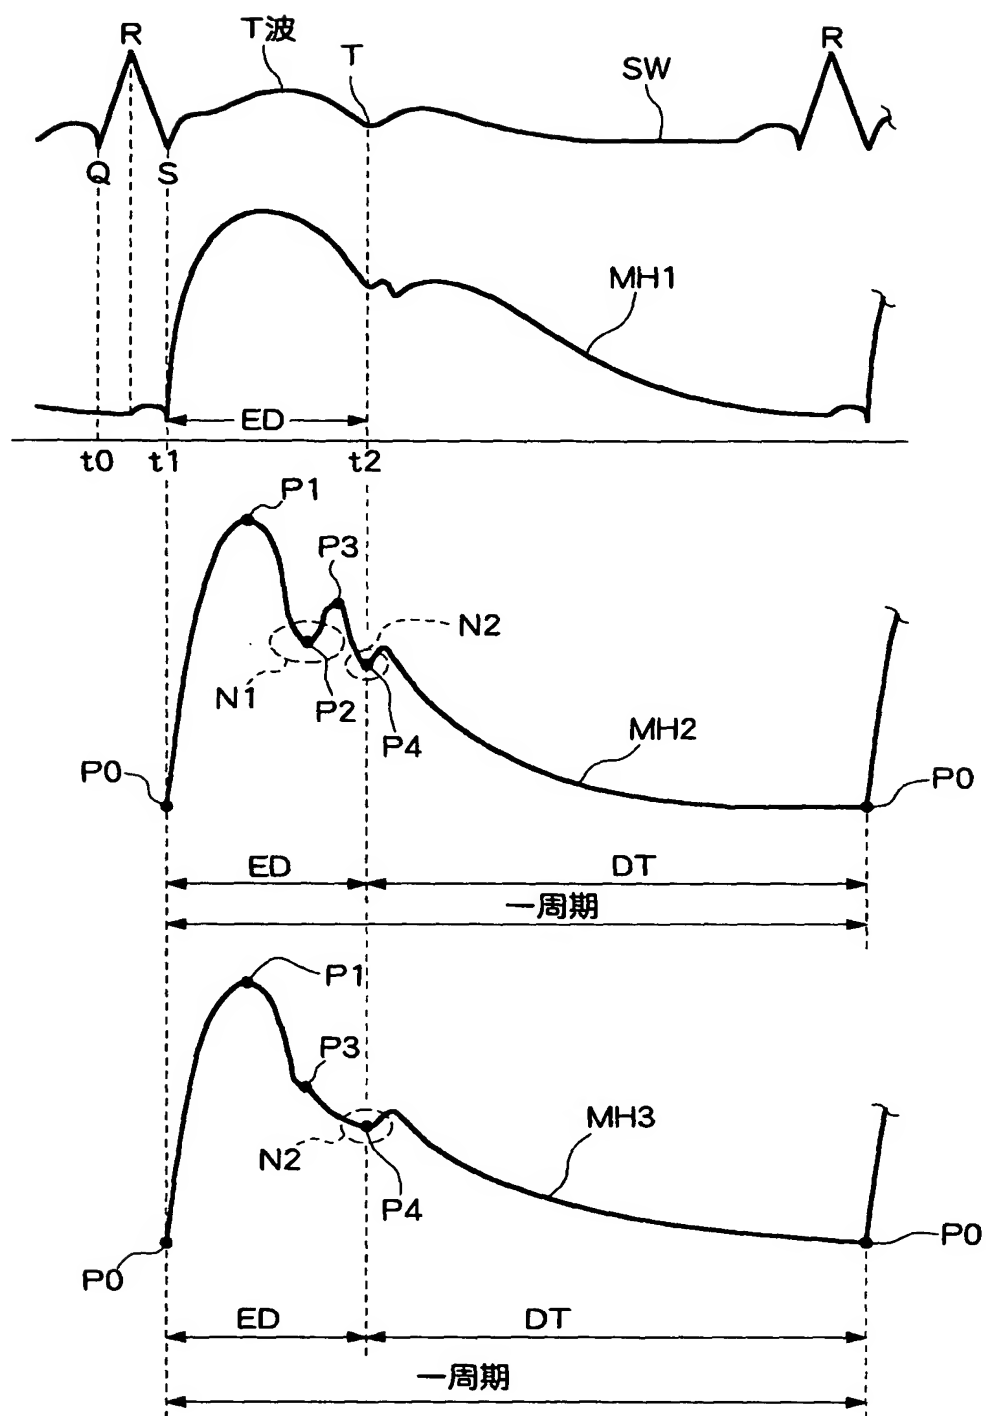 R
T波
T
SW
R
Q
S
MH1
ED
t0
t1
t2
P1
P3
N2
N1
P2
P4
MH2
P0
P0
ED
DT
一周期
P1
P3
MH3
N2
P4
P0
P0
ED
DT
一周期